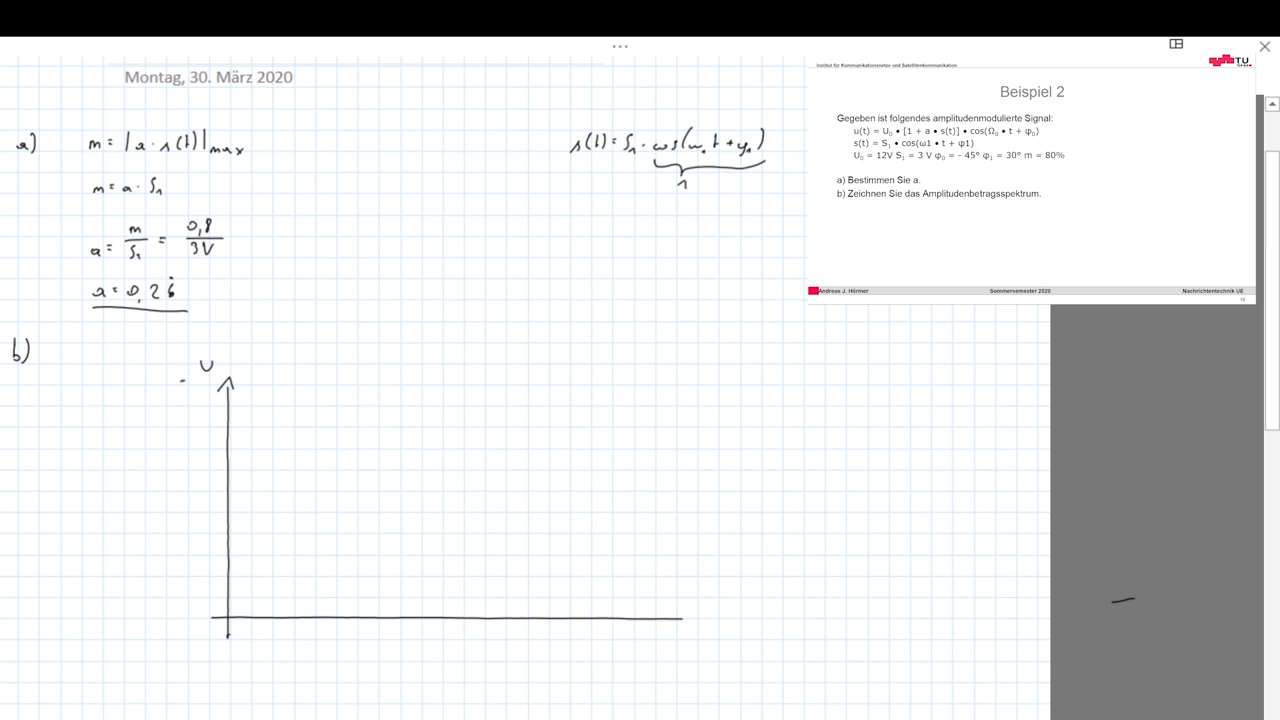 Montag, 30. März 2020
a) m = |a · s(t)|max
s(t) = S₁ · cos(ω₁ t + φ₁)
1
m = a · S₁
a = m/S₁ = 0,8/3V
a = 0,26̇
b)
U
Institut für Kommunikationsnetze und Satellitenkommunikation
TU
Graz
Beispiel 2
Gegeben ist folgendes amplitudenmodulierte Signal:
u(t) = U₀ • [1 + a • s(t)] • cos(Ω₀ • t + φ₀)
s(t) = S₁ • cos(ω1 • t + φ1)
U₀ = 12V S₁ = 3 V φ₀ = - 45° φ₁ = 30° m = 80%
a) Bestimmen Sie a.
b) Zeichnen Sie das Amplitudenbetragsspektrum.
Andreas J. Hörmer Sommersemester 2020 Nachrichtentechnik UE